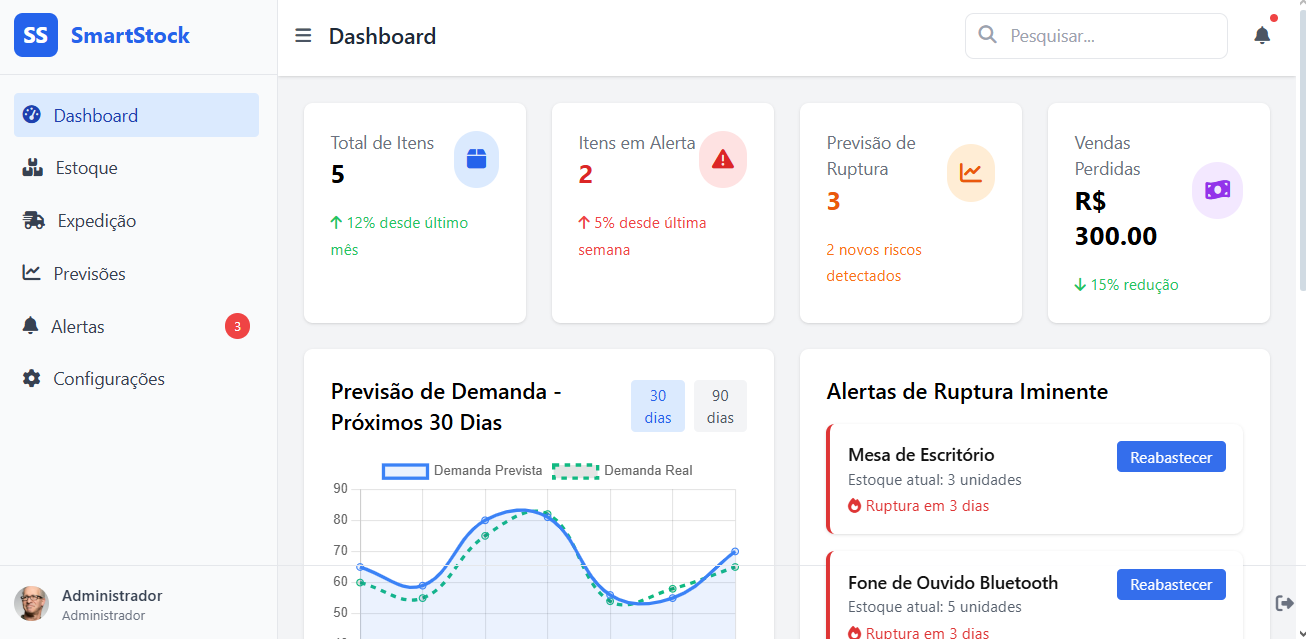 SS SmartStock
Dashboard
Pesquisar...
Dashboard
Estoque
Expedição
Previsões
Alertas 3
Configurações
Administrador
Administrador
Total de Itens
5
12% desde último
mês
Itens em Alerta
2
5% desde última
semana
Previsão de
Ruptura
3
2 novos riscos
detectados
Vendas
Perdidas
R$
300.00
15% redução
Previsão de Demanda -
Próximos 30 Dias
30
dias
90
dias
Demanda Prevista Demanda Real
90
80
70
60
50
Alertas de Ruptura Iminente
Mesa de Escritório
Estoque atual: 3 unidades
Ruptura em 3 dias
Reabastecer
Fone de Ouvido Bluetooth
Estoque atual: 5 unidades
Ruptura em 3 dias
Reabastecer